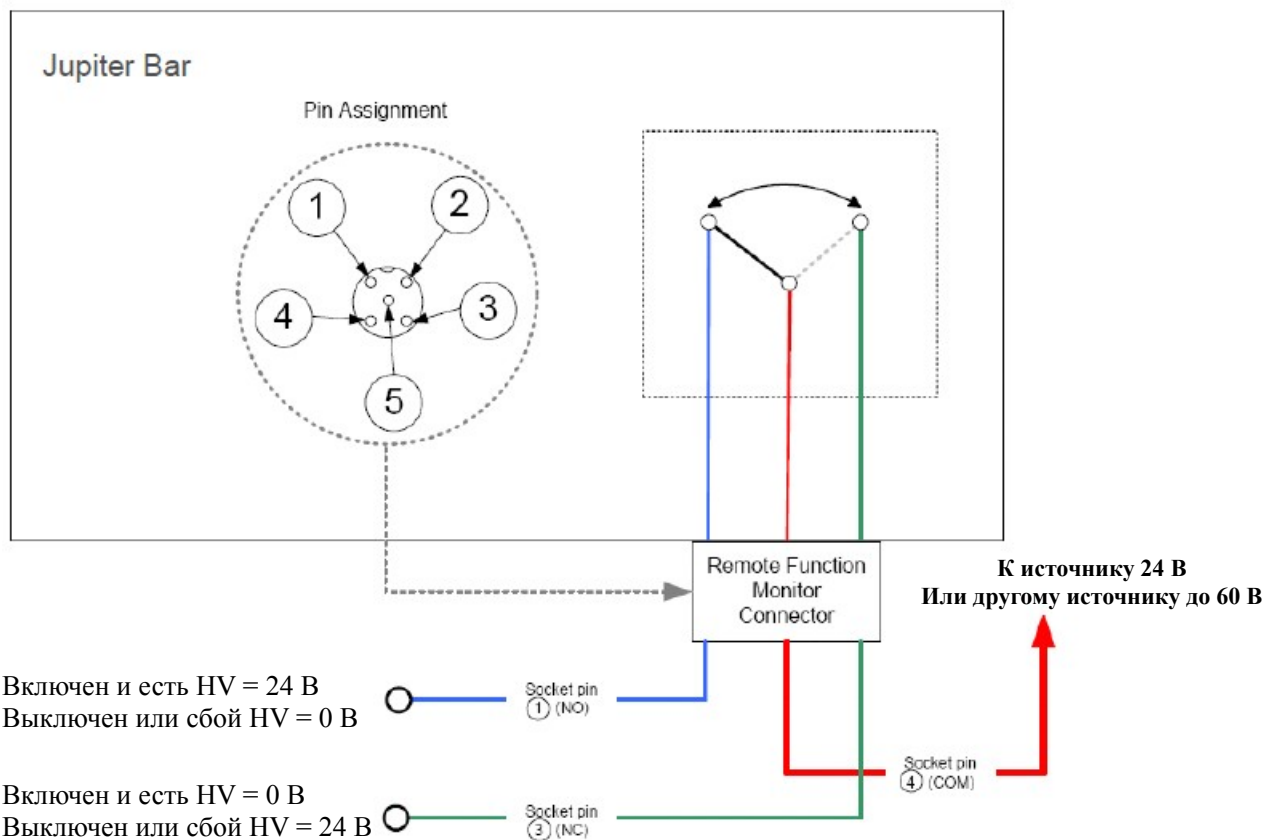 Jupiter Bar
Pin Assignment
1
2
4
3
5
Remote Function
Monitor
Connector
К источнику 24 В
Или другому источнику до 60 В
Включен и есть HV = 24 В
Выключен или сбой HV = 0 В
Socket pin
1 (NO)
Socket pin
4 (COM)
Включен и есть HV = 0 В
Выключен или сбой HV = 24 В
Socket pin
3 (NC)